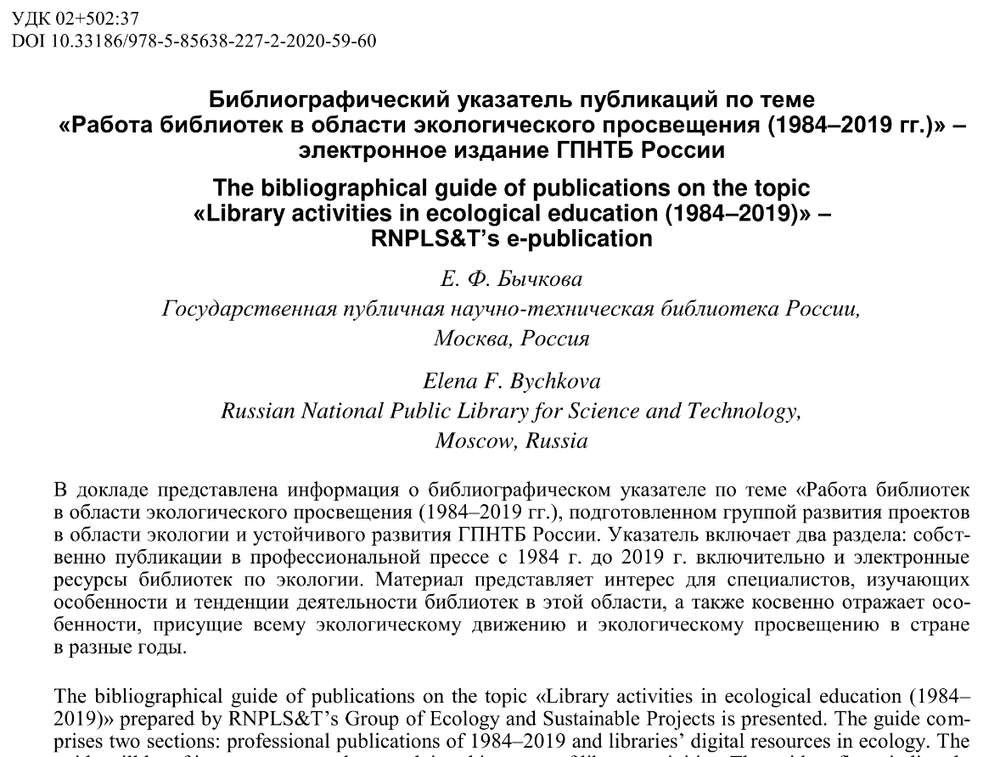 УДК 02+502:37
DOI 10.33186/978-5-85638-227-2-2020-59-60
Библиографический указатель публикаций по теме
«Работа библиотек в области экологического просвещения (1984–2019 гг.)» –
электронное издание ГПНТБ России
The bibliographical guide of publications on the topic
«Library activities in ecological education (1984–2019)» –
RNPLS&T’s e-publication
Е. Ф. Бычкова
Государственная публичная научно-техническая библиотека России,
Москва, Россия
Elena F. Bychkova
Russian National Public Library for Science and Technology,
Moscow, Russia
В докладе представлена информация о библиографическом указателе по теме «Работа библиотек
в области экологического просвещения (1984–2019 гг.), подготовленном группой развития проектов
в области экологии и устойчивого развития ГПНТБ России. Указатель включает два раздела: собст-
венно публикации в профессиональной прессе с 1984 г. до 2019 г. включительно и электронные
ресурсы библиотек по экологии. Материал представляет интерес для специалистов, изучающих
особенности и тенденции деятельности библиотек в этой области, а также косвенно отражает осо-
бенности, присущие всему экологическому движению и экологическому просвещению в стране
в разные годы.
The bibliographical guide of publications on the topic «Library activities in ecological education (1984–
2019)» prepared by RNPLS&T’s Group of Ecology and Sustainable Projects is presented. The guide com-
prises two sections: professional publications of 1984–2019 and libraries’ digital resources in ecology. The